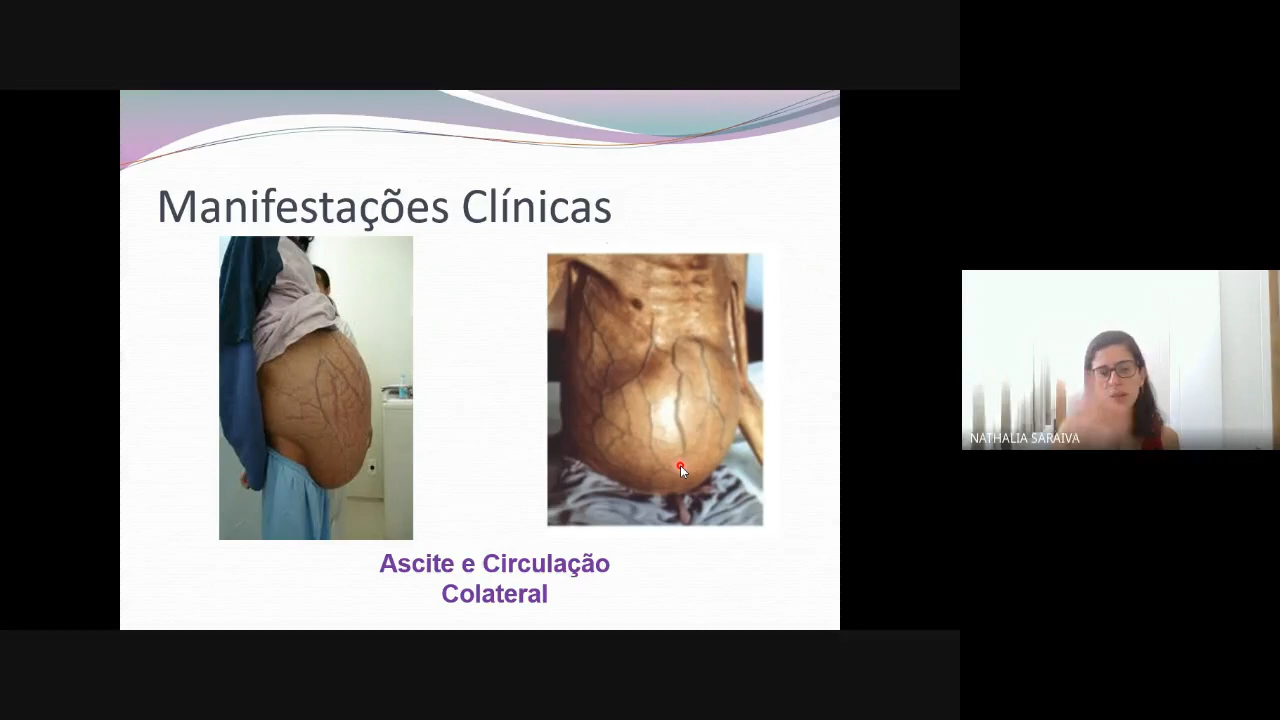 Manifestações Clínicas
Ascite e Circulação
Colateral
NATHALIA SARAIVA